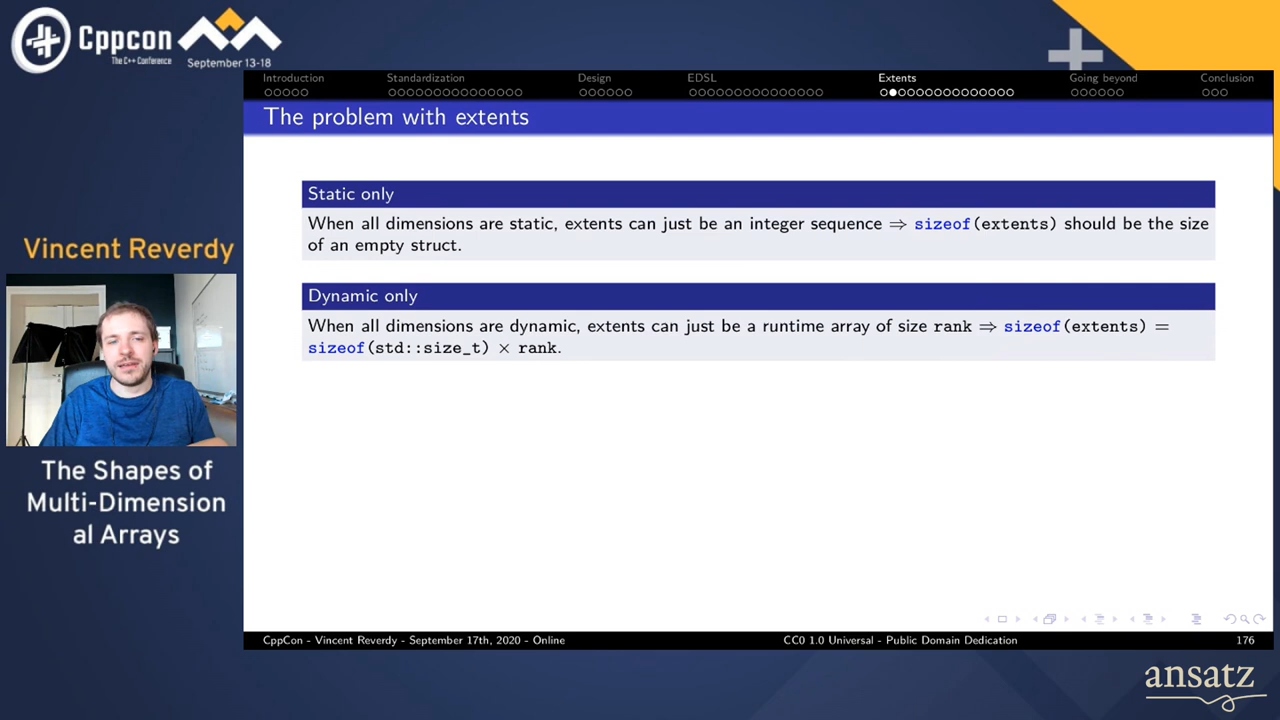 Cppcon
The C++ Conference
September 13-18
Introduction
Standardization
Design
EDSL
Extents
Going beyond
Conclusion
The problem with extents
Static only
When all dimensions are static, extents can just be an integer sequence ⇒ sizeof(extents) should be the size
of an empty struct.
Dynamic only
When all dimensions are dynamic, extents can just be a runtime array of size rank ⇒ sizeof(extents) =
sizeof(std::size_t) × rank.
Vincent Reverdy
The Shapes of
Multi-Dimension
al Arrays
CppCon - Vincent Reverdy - September 17th, 2020 - Online
CC0 1.0 Universal - Public Domain Dedication
176
ansatz